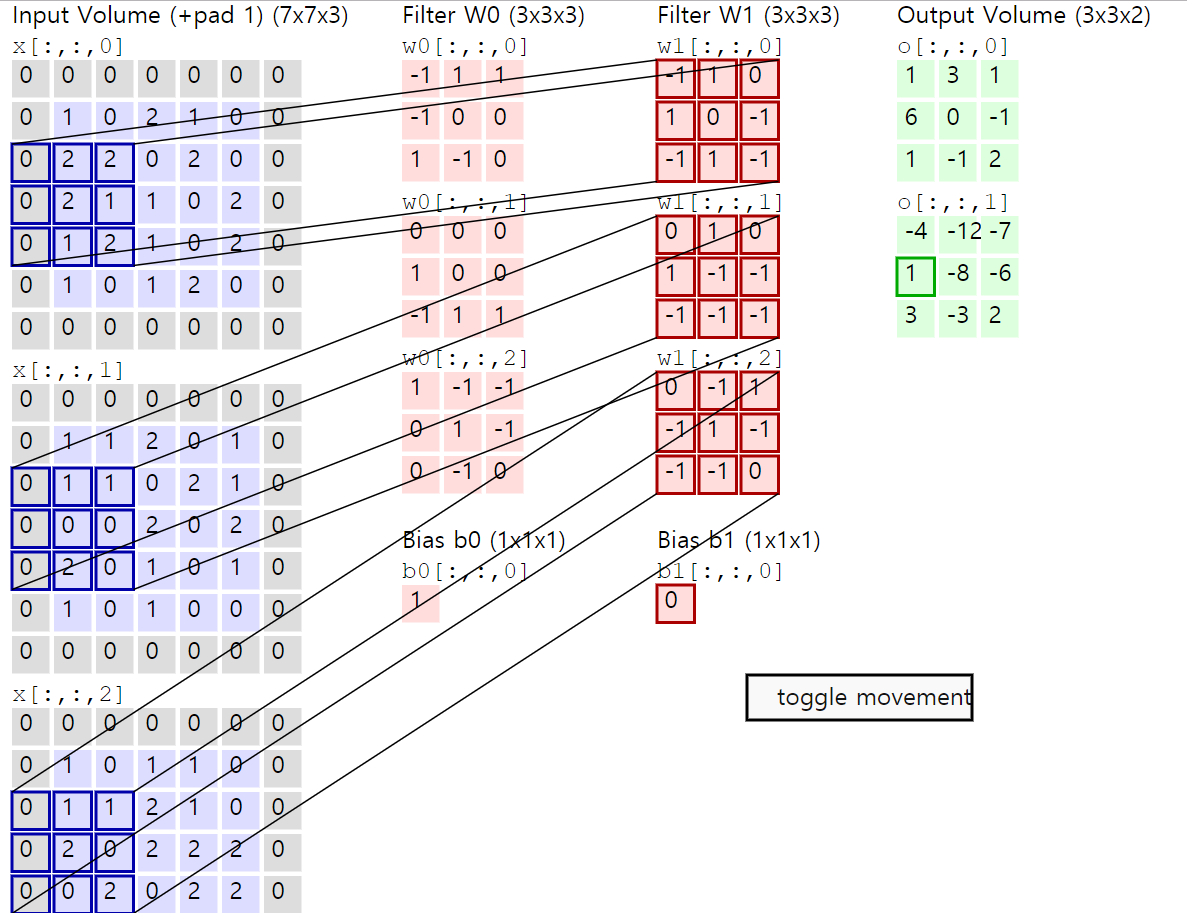 Input Volume (+pad 1) (7x7x3)
x[:,:,0]
0 0 0 0 0 0 0
0 1 0 2 1 0 0
0 2 2 0 2 0 0
0 2 1 1 0 2 0
0 1 2 1 0 2 0
0 1 0 1 2 0 0
0 0 0 0 0 0 0
x[:,:,1]
0 0 0 0 0 0 0
0 1 1 2 0 1 0
0 1 1 0 2 1 0
0 0 0 2 0 2 0
0 2 0 1 0 1 0
0 1 0 1 0 0 0
0 0 0 0 0 0 0
x[:,:,2]
0 0 0 0 0 0 0
0 1 0 1 1 0 0
0 1 1 2 1 0 0
0 2 0 2 2 2 0
0 0 2 0 2 2 0
Filter W0 (3x3x3)
w0[:,:,0]
-1 1 1
-1 0 0
1 -1 0
w0[:,:,1]
0 0 0
1 0 0
-1 1 1
w0[:,:,2]
1 -1 -1
0 1 -1
0 -1 0
Bias b0 (1x1x1)
b0[:,:,0]
1
Filter W1 (3x3x3)
w1[:,:,0]
-1 1 0
1 0 -1
-1 1 -1
w1[:,:,1]
0 1 0
1 -1 -1
-1 -1 -1
w1[:,:,2]
0 -1 1
-1 1 -1
-1 -1 0
Bias b1 (1x1x1)
b1[:,:,0]
0
Output Volume (3x3x2)
o[:,:,0]
1 3 1
6 0 -1
1 -1 2
o[:,:,1]
-4 -12 -7
1 -8 -6
3 -3 2
toggle movement